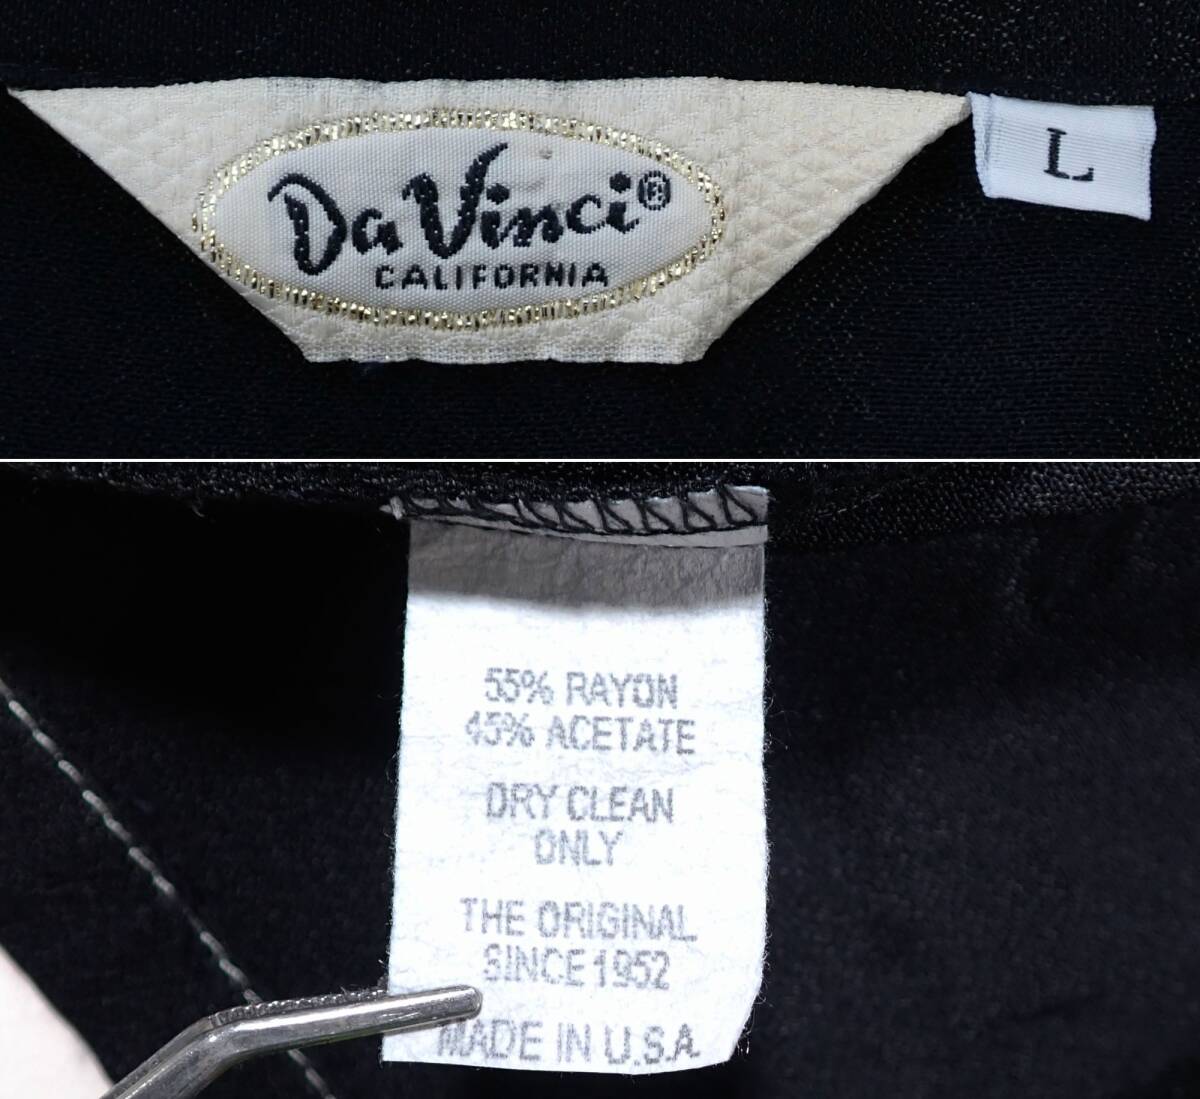 Da Vinci®
CALIFORNIA
L
55% RAYON
45% ACETATE
DRY CLEAN
ONLY
THE ORIGINAL
SINCE 1952
MADE IN U.S.A.